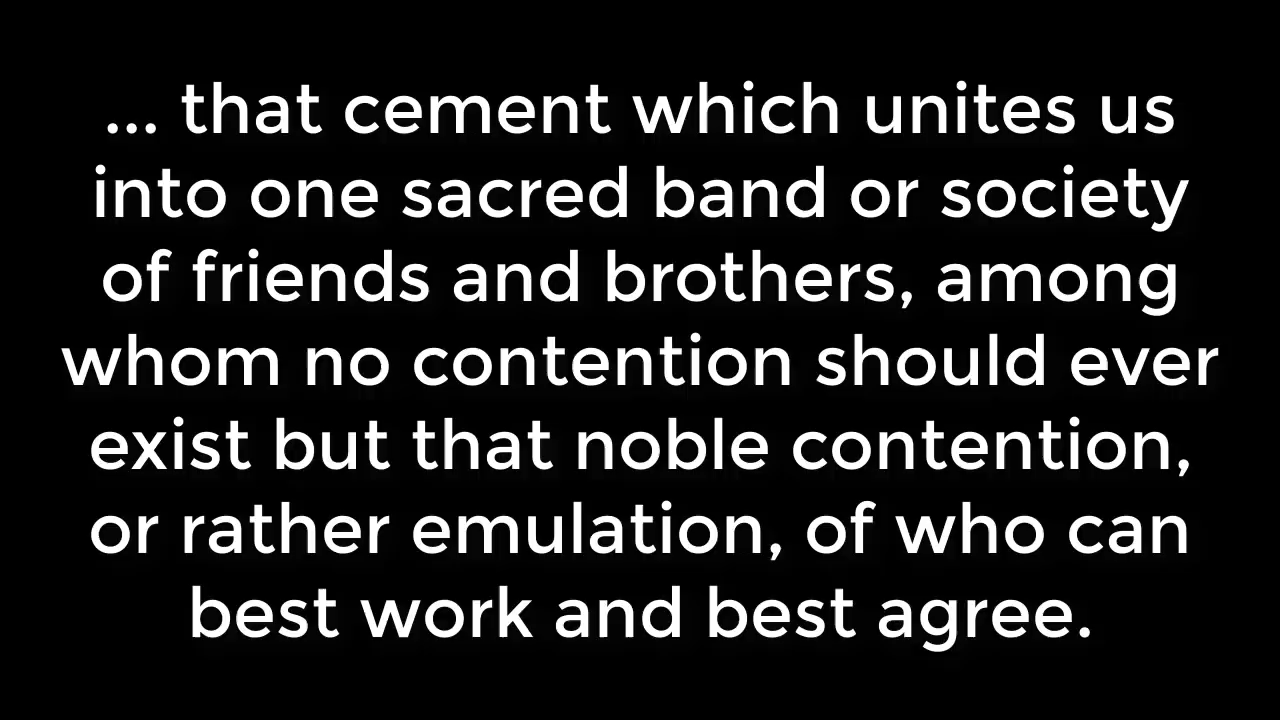 ... that cement which unites us
into one sacred band or society
of friends and brothers, among
whom no contention should ever
exist but that noble contention,
or rather emulation, of who can
best work and best agree.